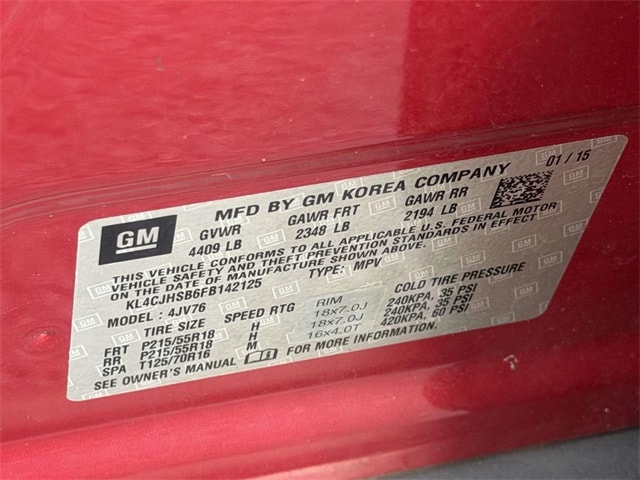 GM
MFD BY GM KOREA COMPANY 01 / 15
GVWR GAWR FRT GAWR RR
4409 LB 2348 LB 2194 LB
THIS VEHICLE CONFORMS TO ALL APPLICABLE U.S. FEDERAL MOTOR
VEHICLE SAFETY AND THEFT PREVENTION STANDARDS IN EFFECT
ON THE DATE OF MANUFACTURE SHOWN ABOVE.
KL4CJHSB6FB142125 TYPE: MPV
MODEL : 4JV76
TIRE SIZE SPEED RTG RIM COLD TIRE PRESSURE
FRT P215/55R18 H 18x7.0J 240KPA, 35 PSI
RR P215/55R18 H 18x7.0J 240KPA, 35 PSI
SPA T125/70R16 M 16x4.0T 420KPA, 60 PSI
SEE OWNER'S MANUAL FOR MORE INFORMATION.